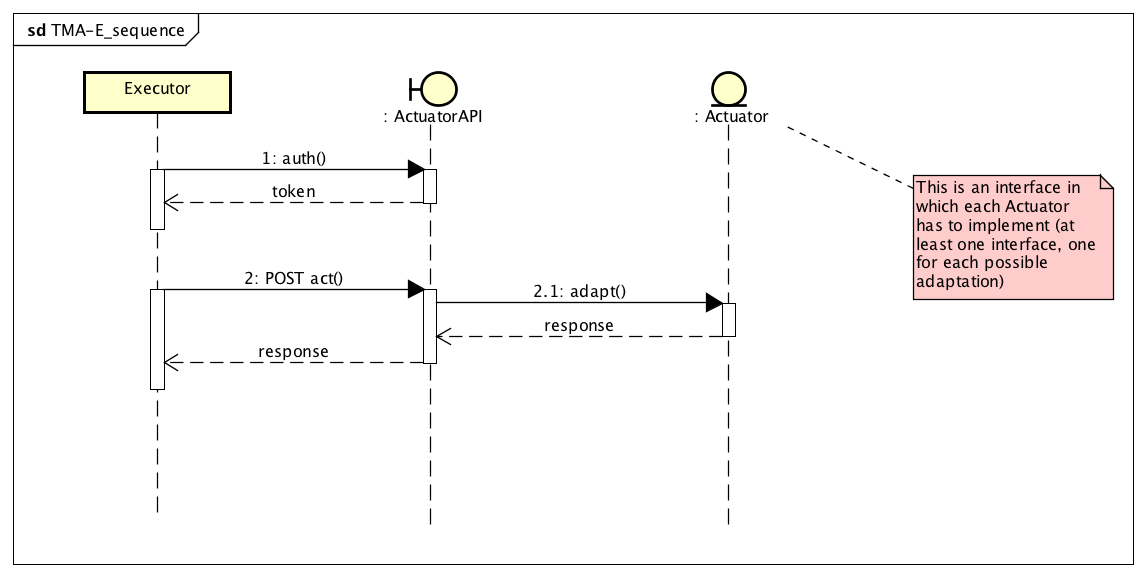 sd TMA-E_sequence
Executor
: ActuatorAPI
: Actuator
1: auth()
token
This is an interface in
which each Actuator
has to implement (at
least one interface, one
for each possible
adaptation)
2: POST act()
2.1: adapt()
response
response